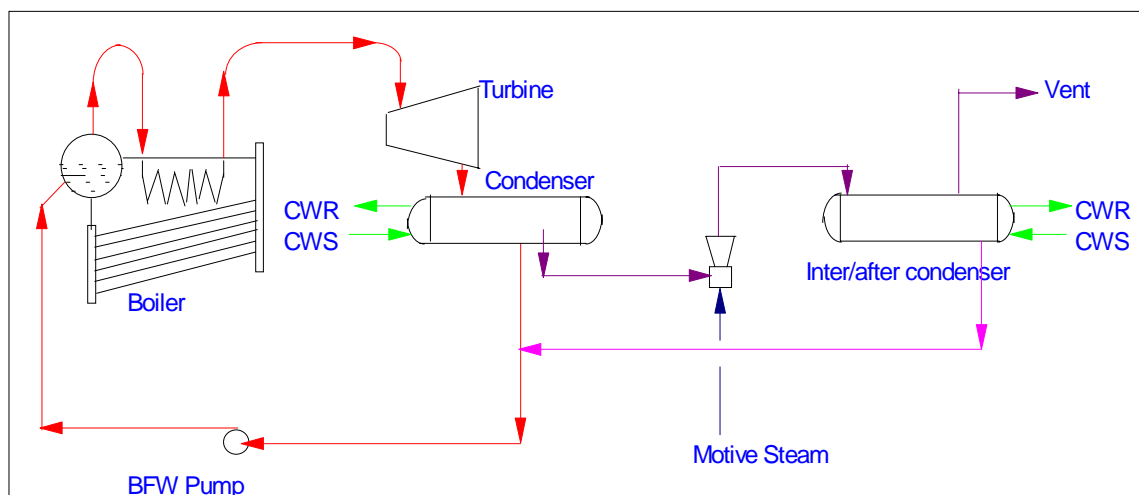 Turbine
Vent
Condenser
CWR
CWS
CWR
CWS
Inter/after condenser
Boiler
Motive Steam
BFW Pump